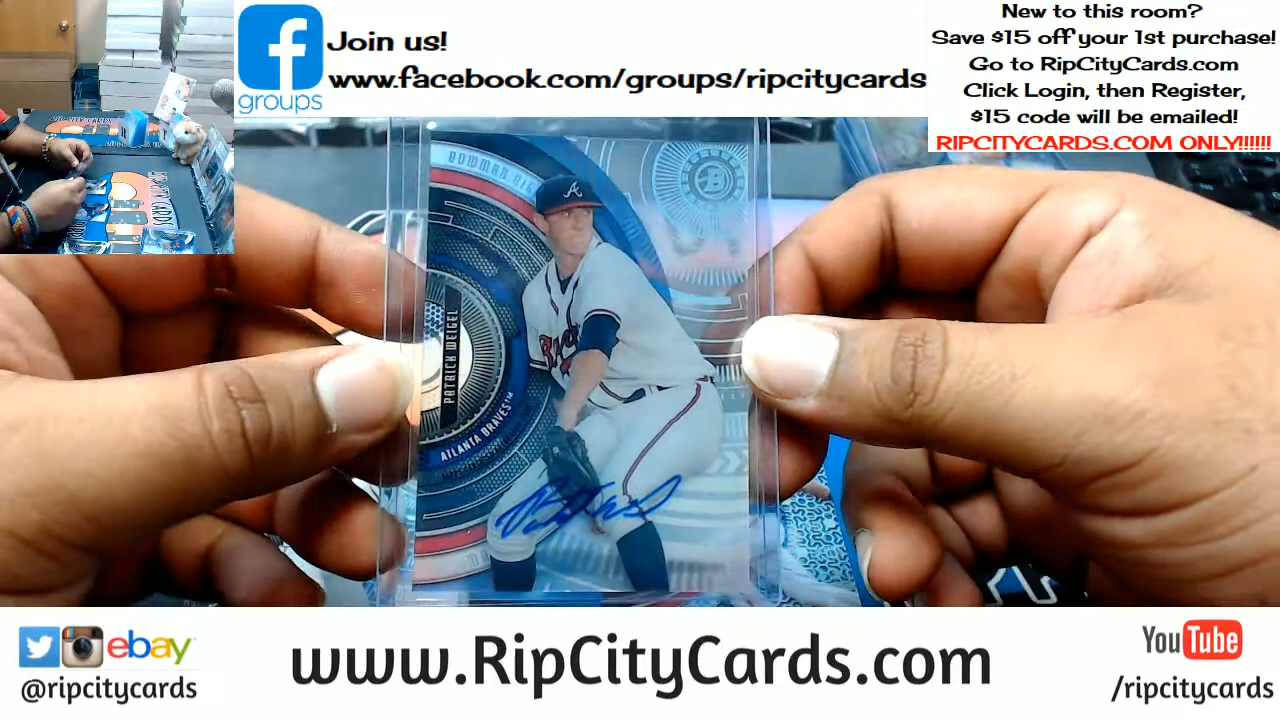 groups
Join us!
www.facebook.com/groups/ripcitycards
New to this room?
Save $15 off your 1st purchase!
Go to RipCityCards.com
Click Login, then Register,
$15 code will be emailed!
RIPCITYCARDS.COM ONLY!!!!!!
BOWMAN HIGH
B
A
PATRICK WEIGEL
ATLANTA BRAVES™
ebay
@ripcitycards
www.RipCityCards.com
YouTube
/ripcitycards